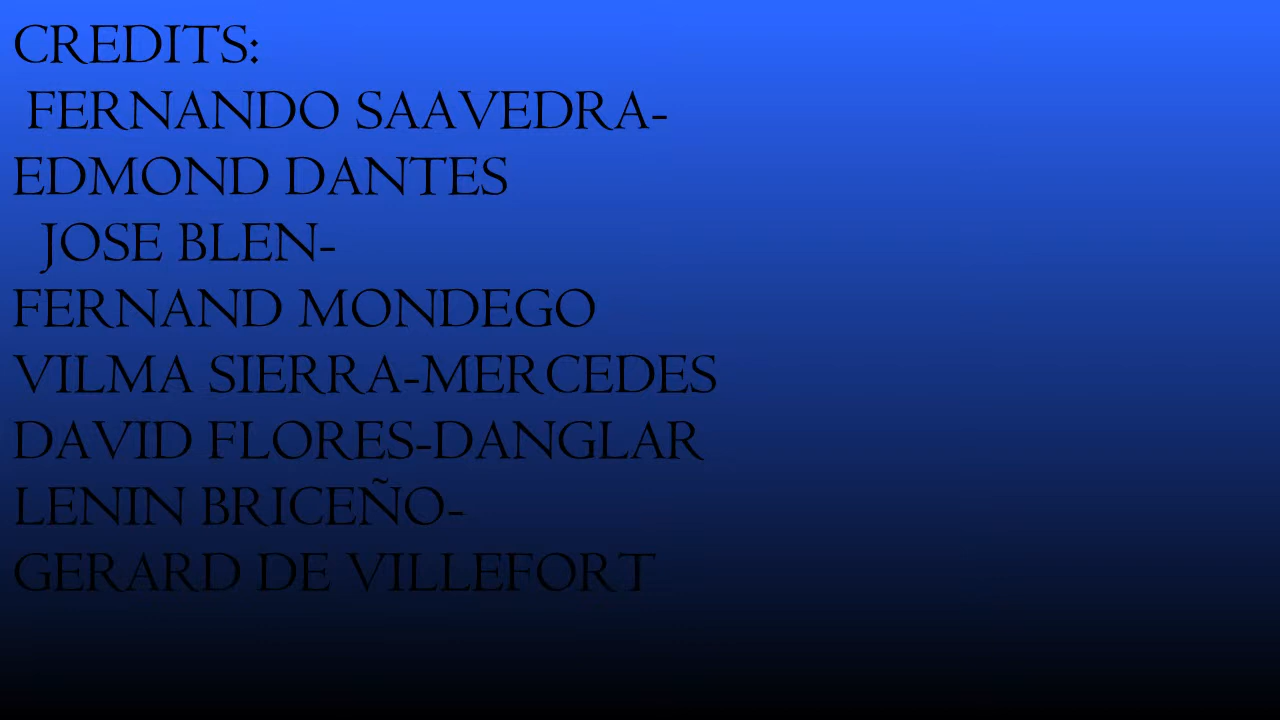 CREDITS:
FERNANDO SAAVEDRA-
EDMOND DANTES
JOSE BLEN-
FERNAND MONDEGO
VILMA SIERRA-MERCEDES
DAVID FLORES-DANGLAR
LENIN BRICEÑO-
GERARD DE VILLEFORT